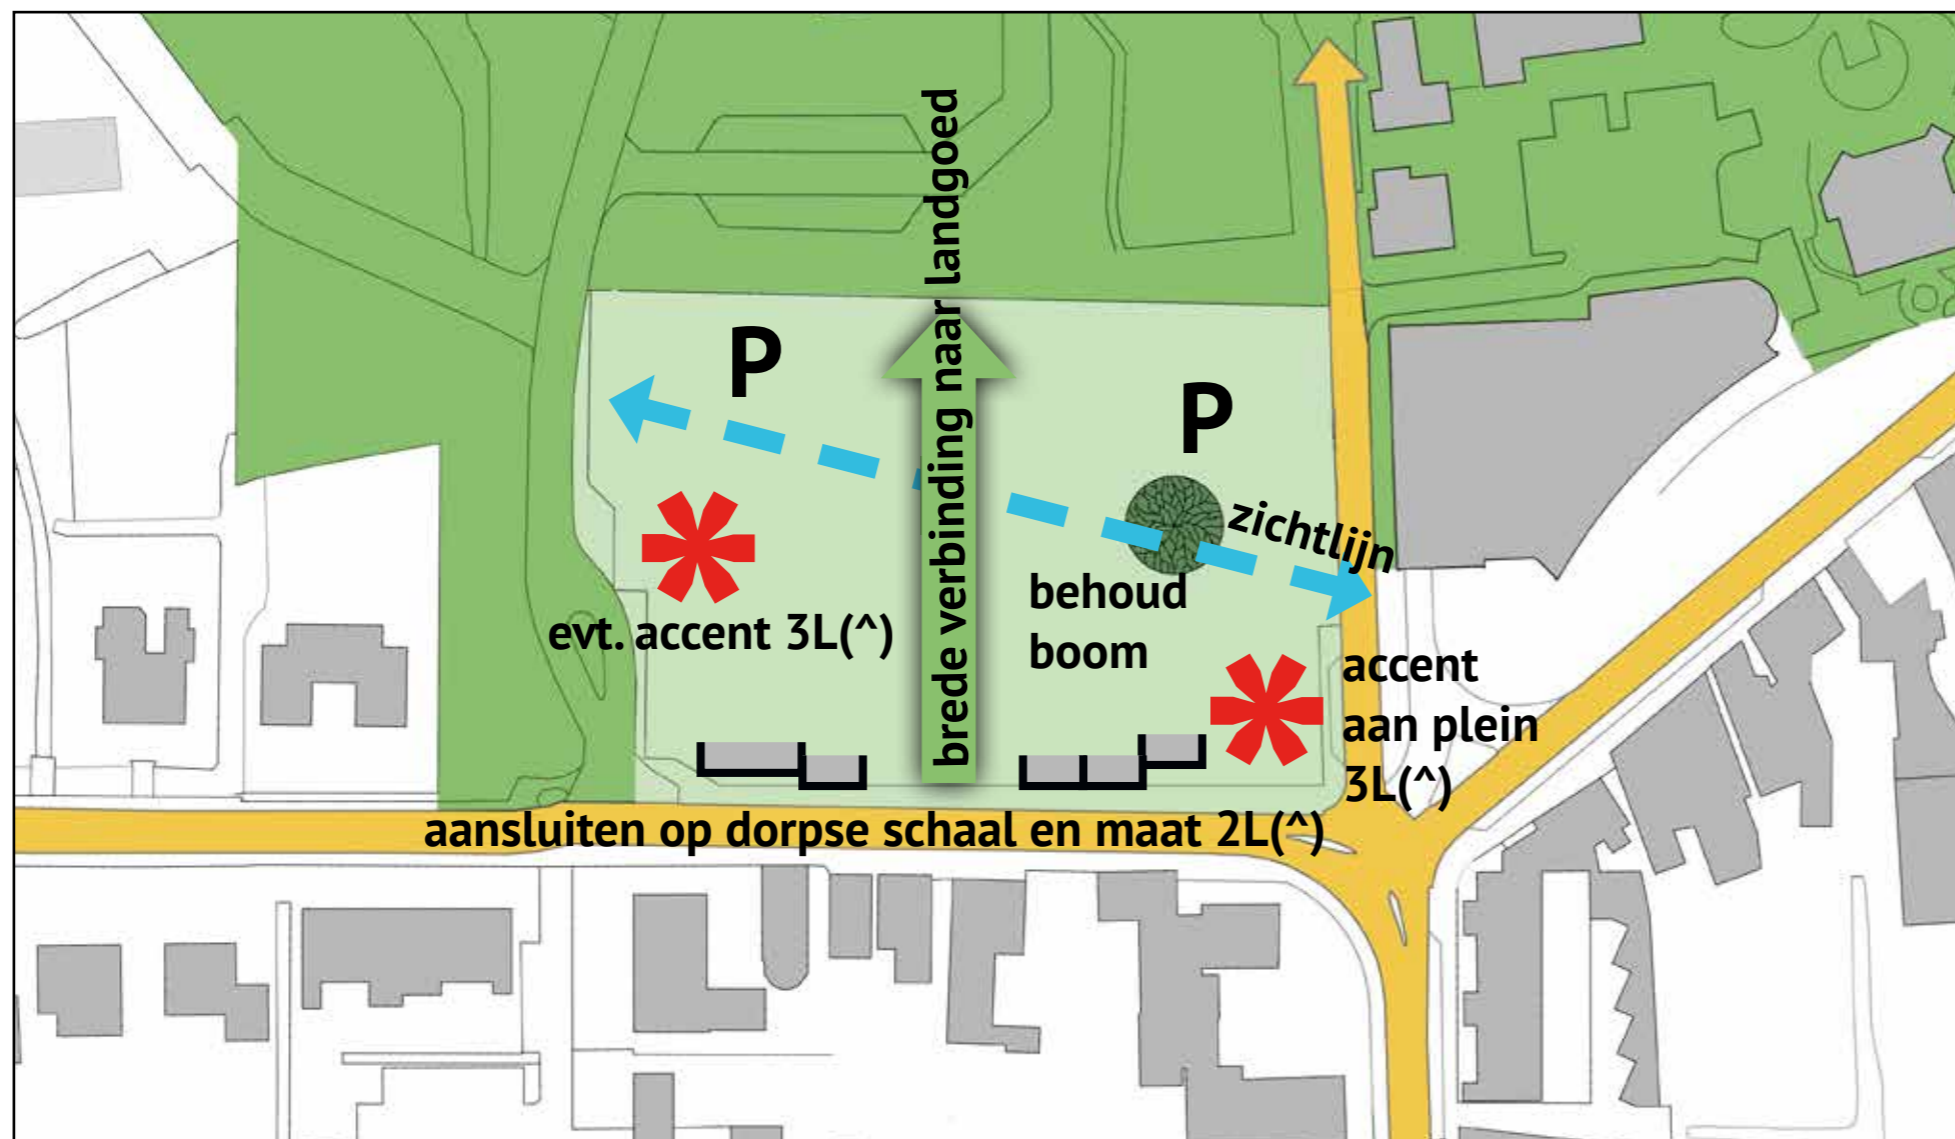 brede verbinding naar landgoed
P
P
zichtlijn
behoud
boom
evt. accent 3L(^)
accent
aan plein
3L(^)
aansluiten op dorpse schaal en maat 2L(^)